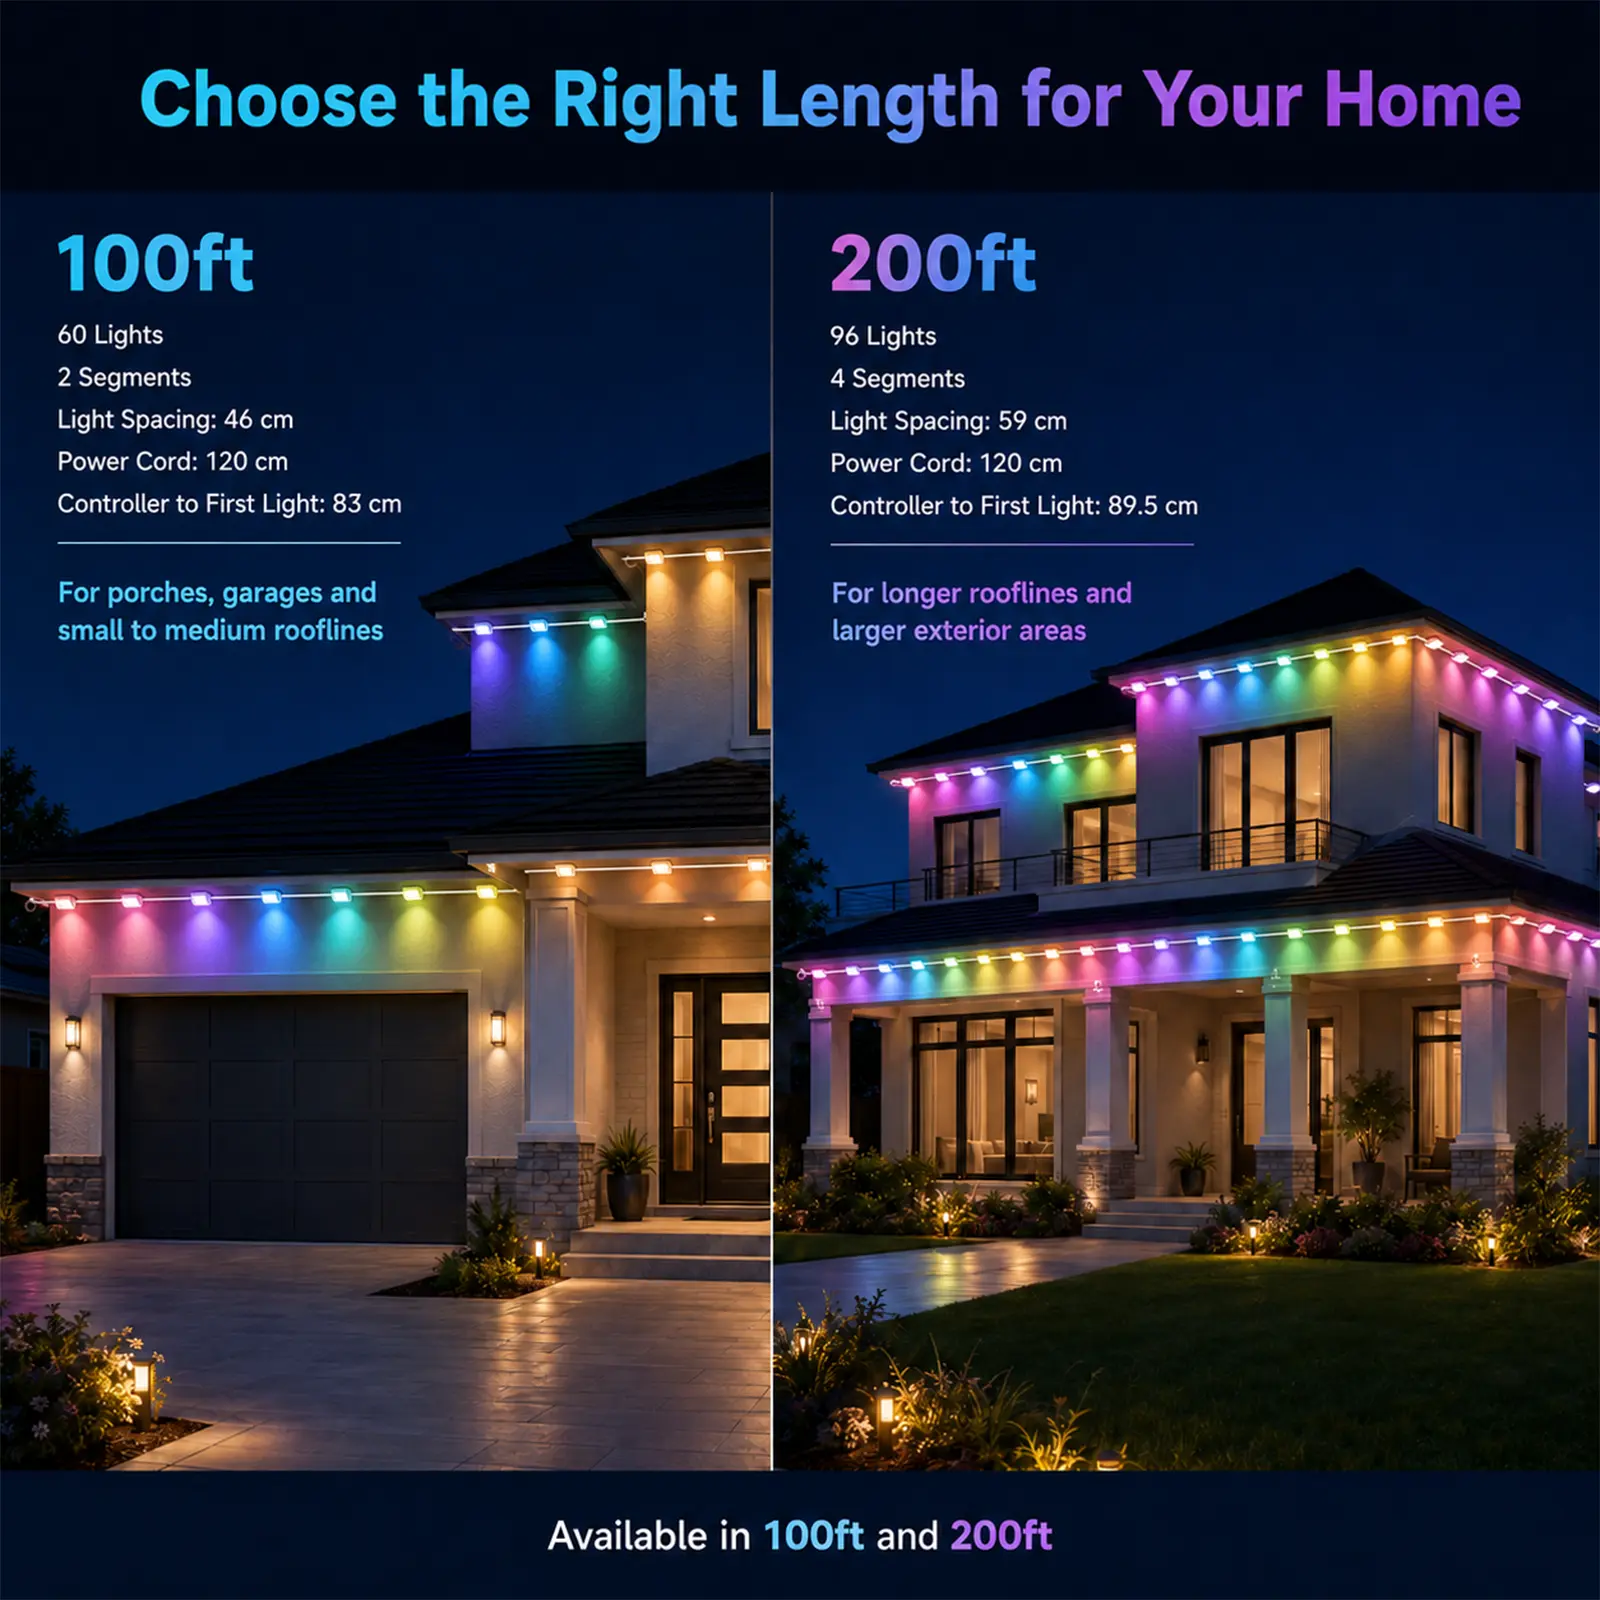 Choose the Right Length for Your Home
100ft
60 Lights
2 Segments
Light Spacing: 46 cm
Power Cord: 120 cm
Controller to First Light: 83 cm
For porches, garages and
small to medium rooflines
200ft
96 Lights
4 Segments
Light Spacing: 59 cm
Power Cord: 120 cm
Controller to First Light: 89.5 cm
For longer rooflines and
larger exterior areas
Available in 100ft and 200ft